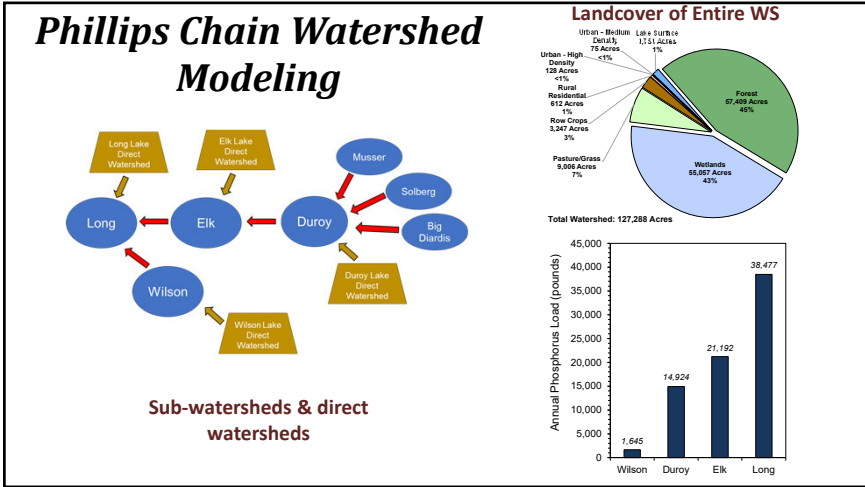 Phillips Chain Watershed
Modeling
Long Lake
Direct
Watershed
Elk Lake
Direct
Watershed
Musser
Solberg
Big
Diardis
Long
Elk
Duroy
Wilson
Duroy Lake
Direct
Watershed
Wilson Lake
Direct
Watershed
Sub-watersheds & direct
watersheds
Landcover of Entire WS
Urban - Medium
Density
75 Acres
<1%
Lake Surface
Acres
1%
Urban - High
Density
128 Acres
<1%
Rural
Residential
612 Acres
1%
Row Crops
3,247 Acres
3%
Pasture/Grass
9,006 Acres
7%
Forest
57,409 Acres
45%
Wetlands
55,057 Acres
43%
Total Watershed: 127,288 Acres
Annual Phosphorus Load (pounds)
45,000
40,000
35,000
30,000
25,000
20,000
15,000
10,000
5,000
0
1,645
14,924
21,192
38,477
Wilson
Duroy
Elk
Long